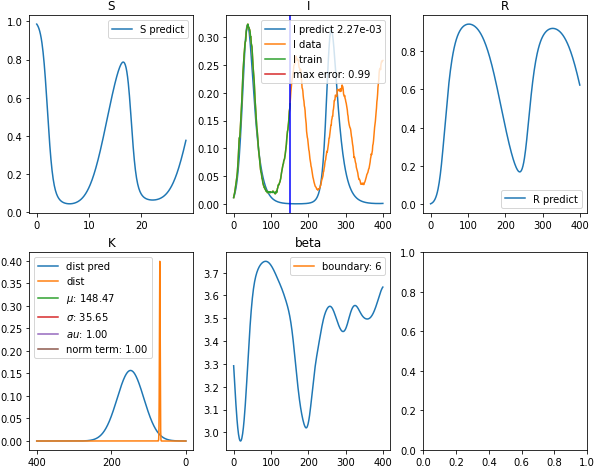 S
S predict
1.0
0.8
0.6
0.4
0.2
0.0
0 10 20
I
I predict 2.27e-03
I data
I train
max error: 0.99
0.30
0.25
0.20
0.15
0.10
0.05
0.00
0 100 200 300 400
R
R predict
0.8
0.6
0.4
0.2
0.0
0 100 200 300 400
K
dist pred
dist
μ: 148.47
σ: 35.65
au: 1.00
norm term: 1.00
0.40
0.35
0.30
0.25
0.20
0.15
0.10
0.05
0.00
400 200 0
beta
boundary: 6
3.7
3.6
3.5
3.4
3.3
3.2
3.1
3.0
0 100 200 300 400
1.0
0.8
0.6
0.4
0.2
0.0
0.0 0.2 0.4 0.6 0.8 1.0